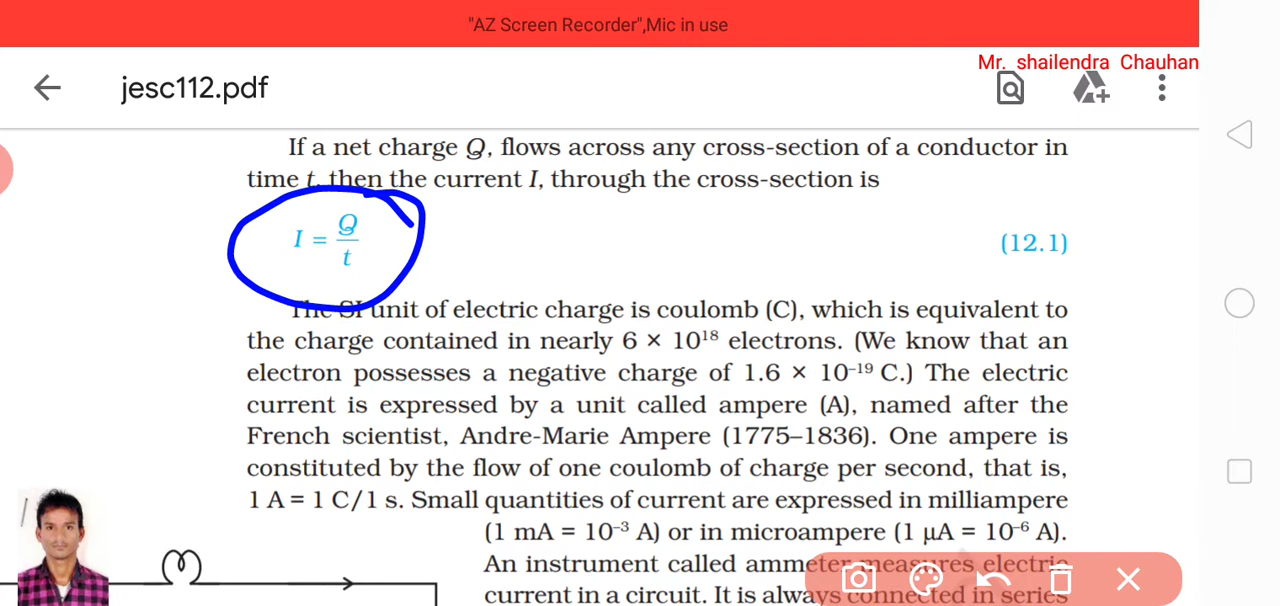 "AZ Screen Recorder",Mic in use
Mr. shailendra Chauhan
jesc112.pdf
If a net charge Q, flows across any cross-section of a conductor in
time t, then the current I, through the cross-section is
I = Q/t (12.1)
The SI unit of electric charge is coulomb (C), which is equivalent to
the charge contained in nearly 6 × 10¹⁸ electrons. (We know that an
electron possesses a negative charge of 1.6 × 10⁻¹⁹ C.) The electric
current is expressed by a unit called ampere (A), named after the
French scientist, Andre-Marie Ampere (1775–1836). One ampere is
constituted by the flow of one coulomb of charge per second, that is,
1 A = 1 C/1 s. Small quantities of current are expressed in milliampere
(1 mA = 10⁻³ A) or in microampere (1 μA = 10⁻⁶ A).
An instrument called ammeter measures electric
current in a circuit. It is always connected in series